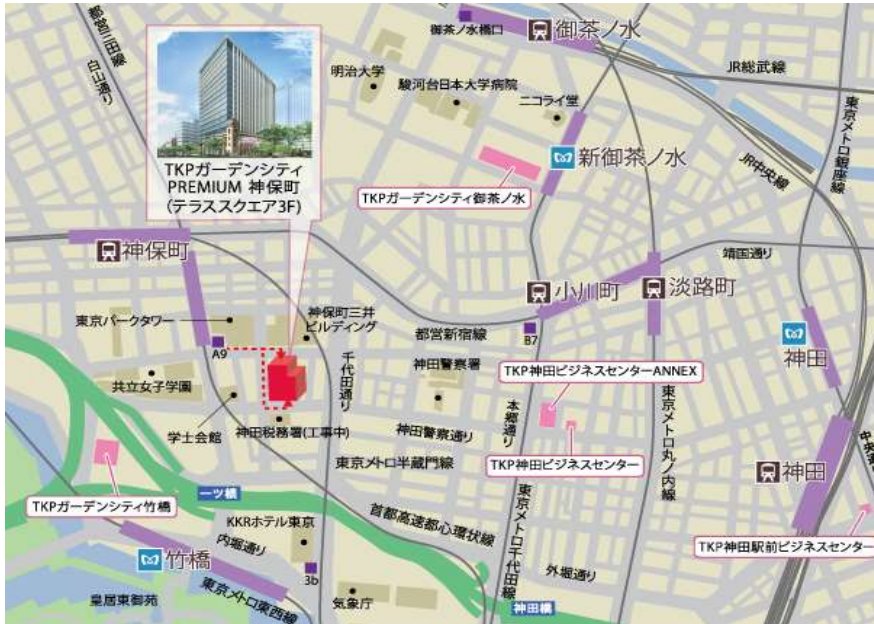 都営三田線
白山通り
TKPガーデンシティ
PREMIUM 神保町
(テラススクエア3F)
御茶ノ水橋口
御茶ノ水
明治大学
駿河台日本大学病院
ニコライ堂
JR総武線
JR中央線
東京メトロ銀座線
新御茶ノ水
TKPガーデンシティ御茶ノ水
神保町
靖国通り
小川町
淡路町
東京パークタワー
神保町三井
ビルディング
都営新宿線
B7
A9
千代田通り
神田警察署
神田
共立女子学園
TKP神田ビジネスセンターANNEX
本郷通り
東京メトロ丸ノ内線
学士会館
神田税務署(工事中)
神田警察通り
TKP神田ビジネスセンター
東京メトロ半蔵門線
神田
TKPガーデンシティ竹橋
一ツ橋
首都高速都心環状線
東京メトロ千代田線
KKRホテル東京
内堀通り
TKP神田駅前ビジネスセンター
竹橋
3b
外堀通り
東京メトロ東西線
皇居東御苑
気象庁
神田橋